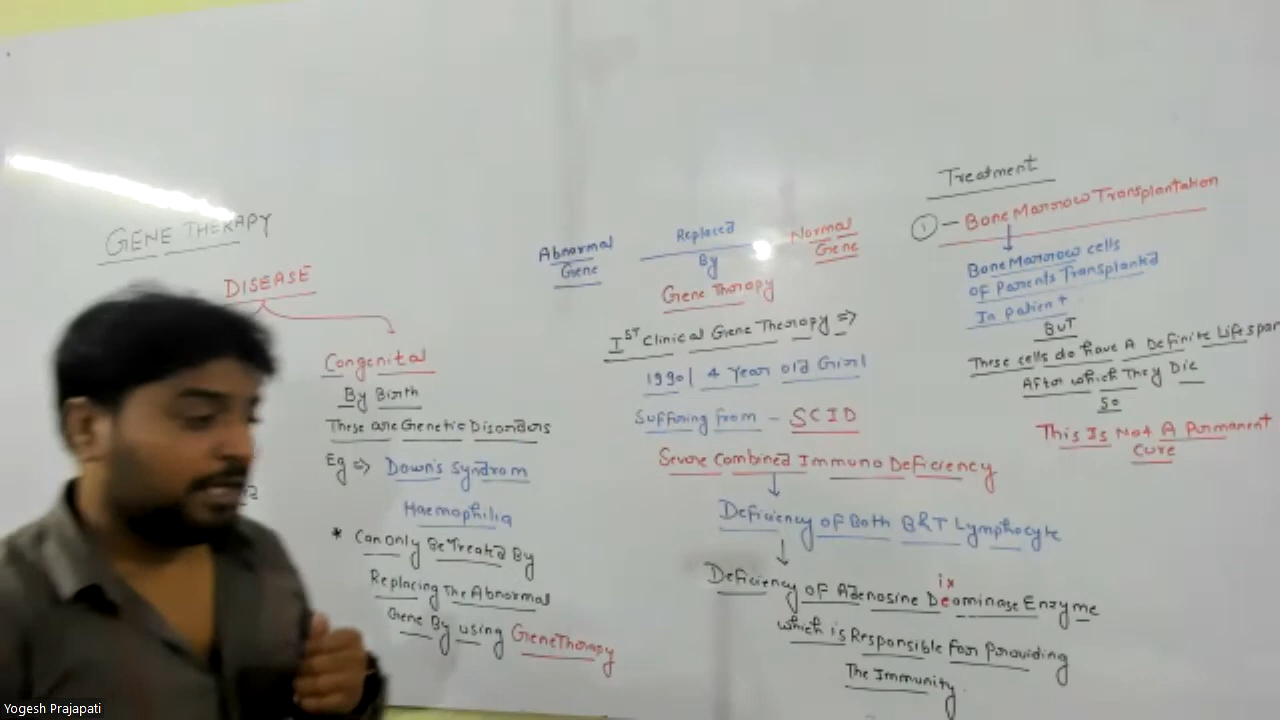 GENE THERAPY
DISEASE
Congenital
By Birth
These are Genetic Disorders
Eg => Down's Syndrom
Haemophilia
* Can only Be Treated By
Replacing The Abnormal
Gene By using Gene Therapy
Abnormal Gene
Replaced By
Normal Gene
Gene Therapy
Ist Clinical Gene Therapy =>
1990 / 4 Year old Girl
Suffering from - SCID
Severe Combined Immuno Deficiency
Deficiency of Both B & T Lymphocyte
Deficiency of Adenosine Deaminase Enzyme
which is Responsible For Providing
The Immunity.
Treatment
① - Bone Marrow Transplantation
Bone Marrow cells
of Parents Transplanted
In patient
BUT
These cells do have A Definite Lifespan
After which They Die
So
This Is Not A Permanent
Cure
Yogesh Prajapati